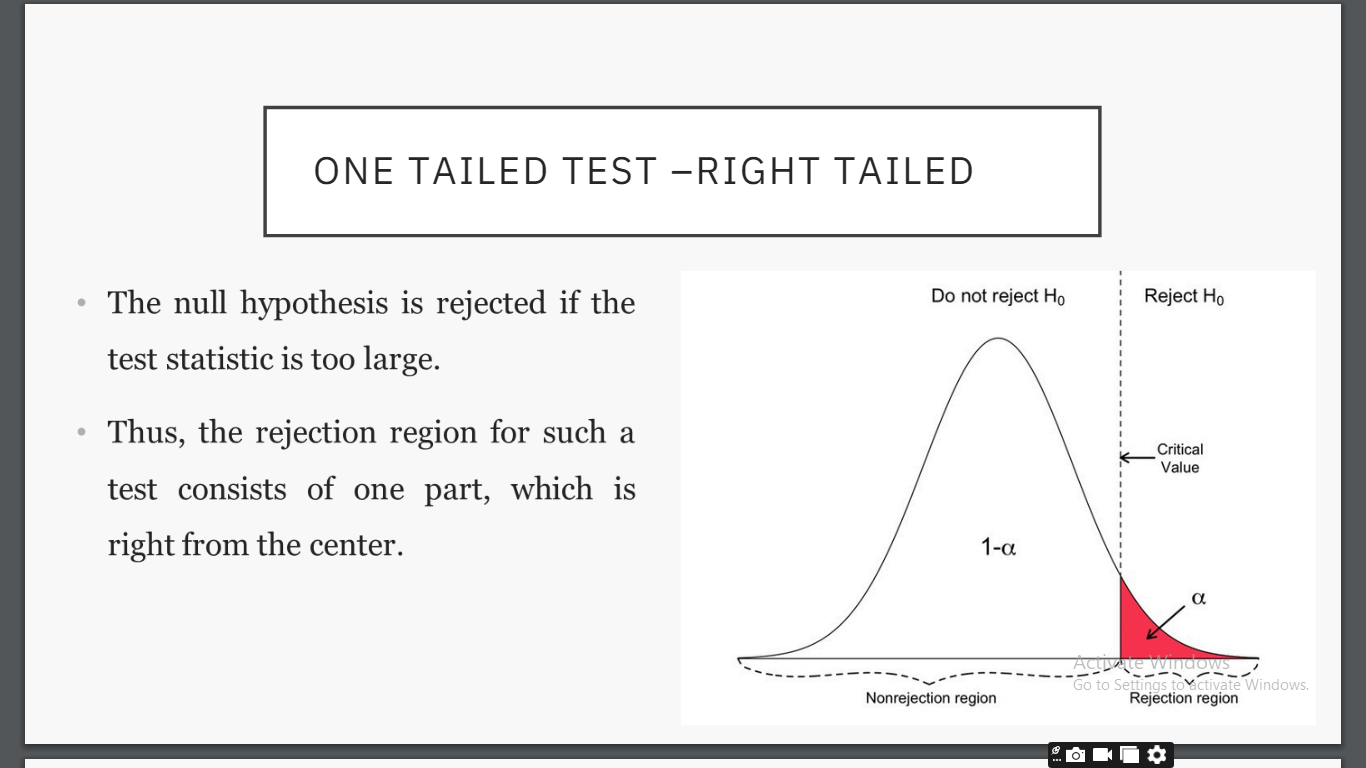 ONE TAILED TEST –RIGHT TAILED
• The null hypothesis is rejected if the
test statistic is too large.
• Thus, the rejection region for such a
test consists of one part, which is
right from the center.
Do not reject H₀
Reject H₀
Critical
Value
1-α
α
Activate Windows
Go to Settings to activate Windows.
Nonrejection region
Rejection region